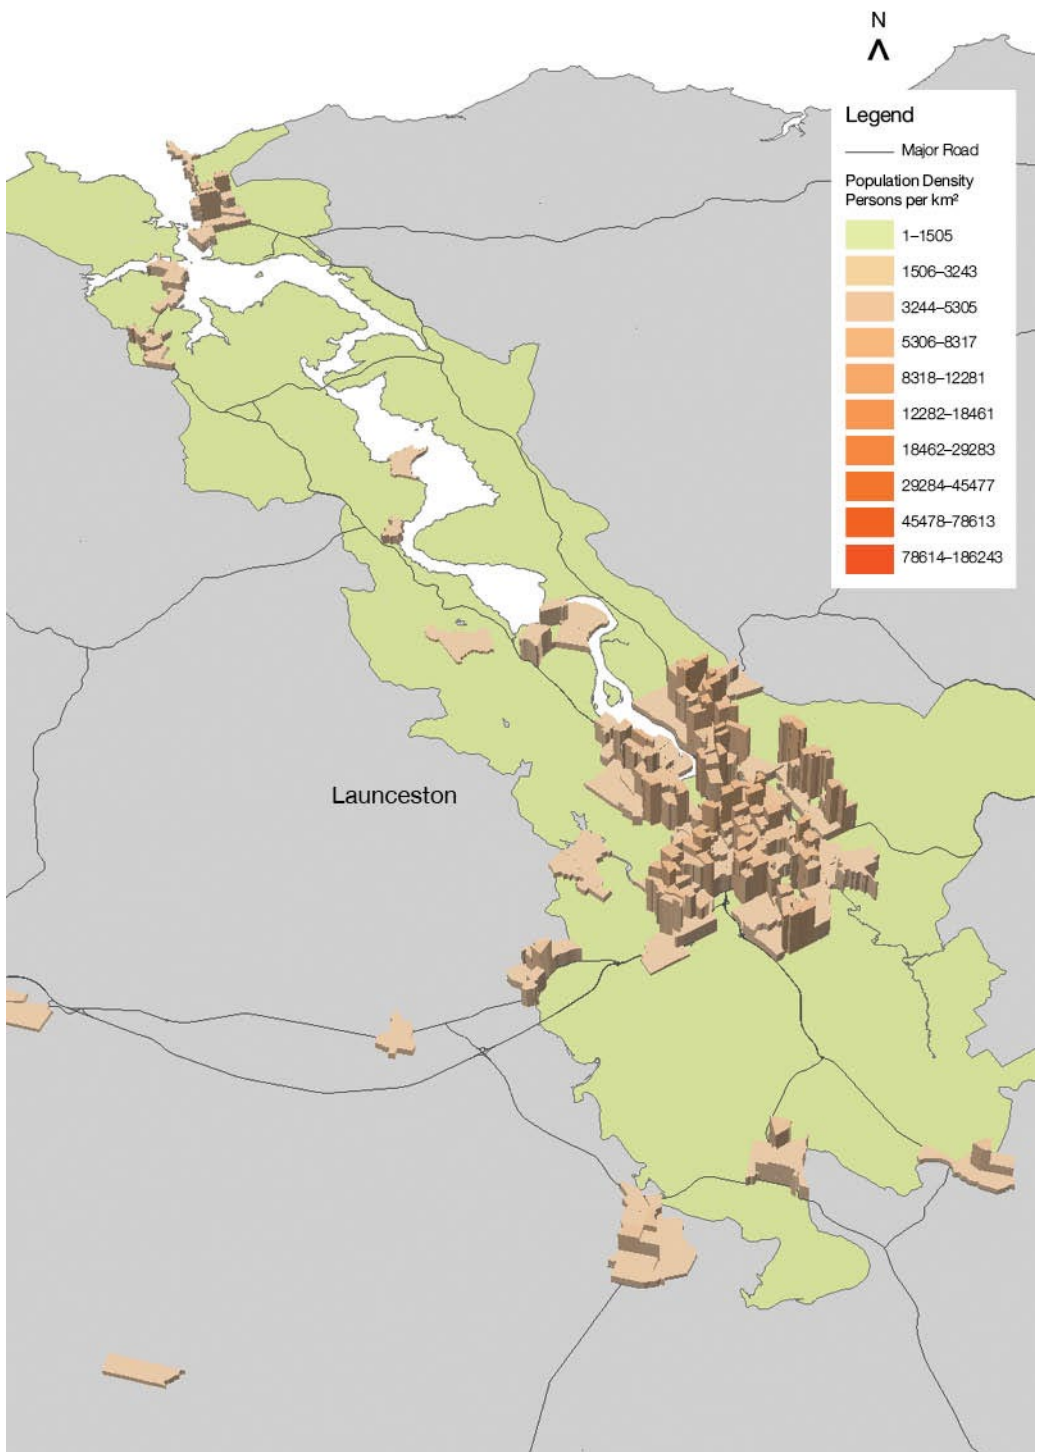 N
Legend
Major Road
Population Density
Persons per km²
1–1505
1506–3243
3244–5305
5306–8317
8318–12281
12282–18461
18462–29283
29284–45477
45478–78613
78614–186243
Launceston